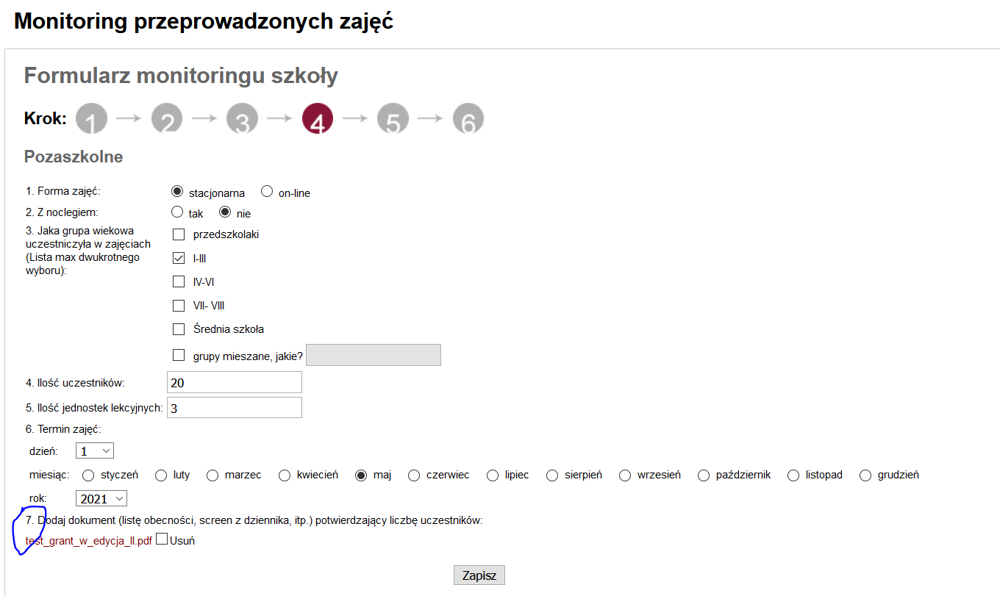 Monitoring przeprowadzonych zajęć
Formularz monitoringu szkoły
Krok: 1 2 3 4 5 6
Pozaszkolne
1. Forma zajęć: stacjonarna on-line
2. Z noclegiem: tak nie
3. Jaka grupa wiekowa
uczestniczyła w zajęciach
(Lista max dwukrotnego
wyboru):
przedszkolaki
I-III
IV-VI
VII- VIII
Średnia szkoła
grupy mieszane, jakie?
4. Ilość uczestników: 20
5. Ilość jednostek lekcyjnych: 3
6. Termin zajęć:
dzień: 1
miesiąc: styczeń luty marzec kwiecień maj czerwiec lipiec sierpień wrzesień październik listopad grudzień
rok: 2021
7. Dodaj dokument (listę obecności, screen z dziennika, itp.) potwierdzający liczbę uczestników:
test_grant_w_edycja_II.pdf Usuń
Zapisz